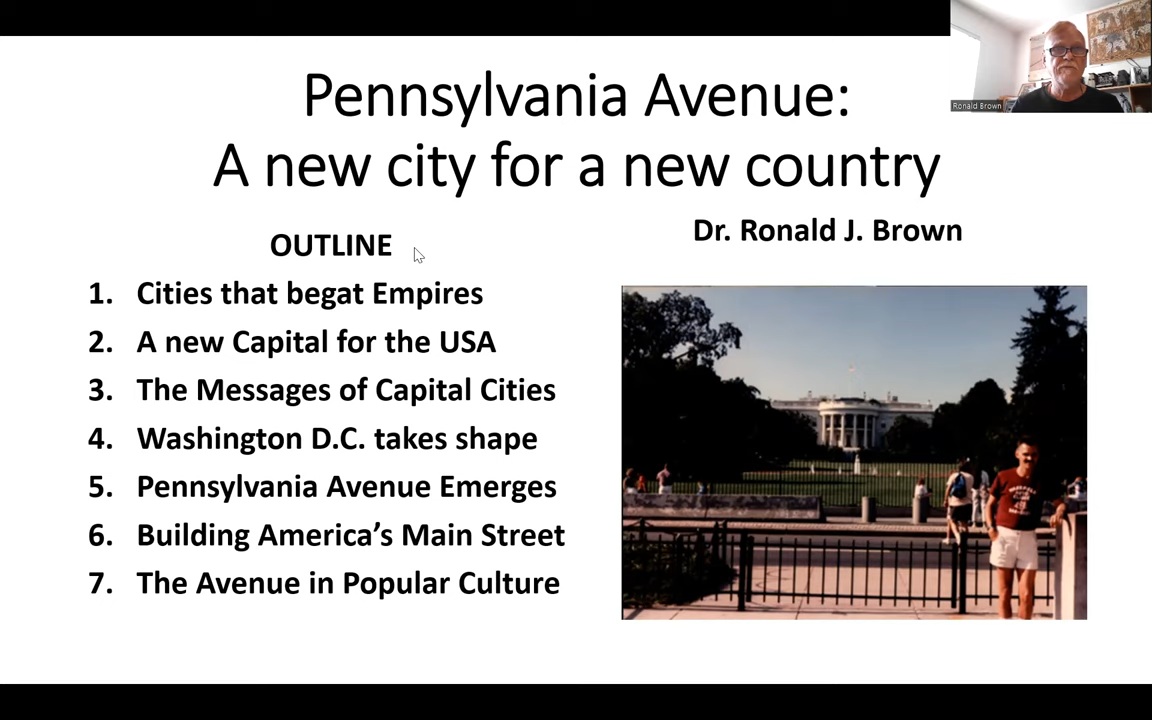 Pennsylvania Avenue:
A new city for a new country
Ronald Brown
Dr. Ronald J. Brown
OUTLINE
1. Cities that begat Empires
2. A new Capital for the USA
3. The Messages of Capital Cities
4. Washington D.C. takes shape
5. Pennsylvania Avenue Emerges
6. Building America's Main Street
7. The Avenue in Popular Culture